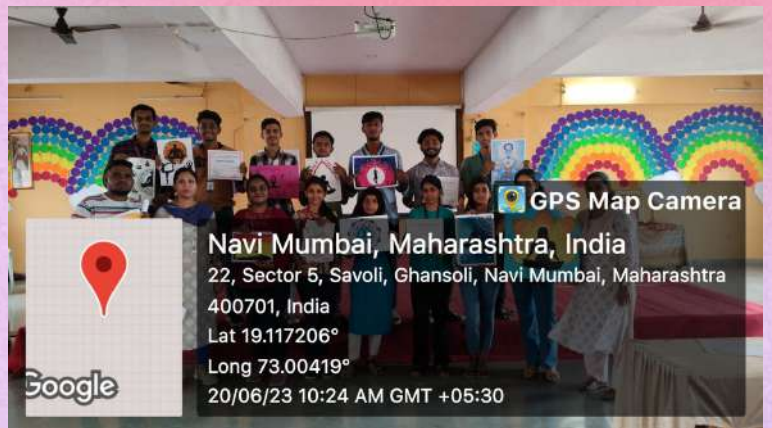 GPS Map Camera
Navi Mumbai, Maharashtra, India
22, Sector 5, Savoli, Ghansoli, Navi Mumbai, Maharashtra
400701, India
Lat 19.117206°
Long 73.00419°
20/06/23 10:24 AM GMT +05:30
Google